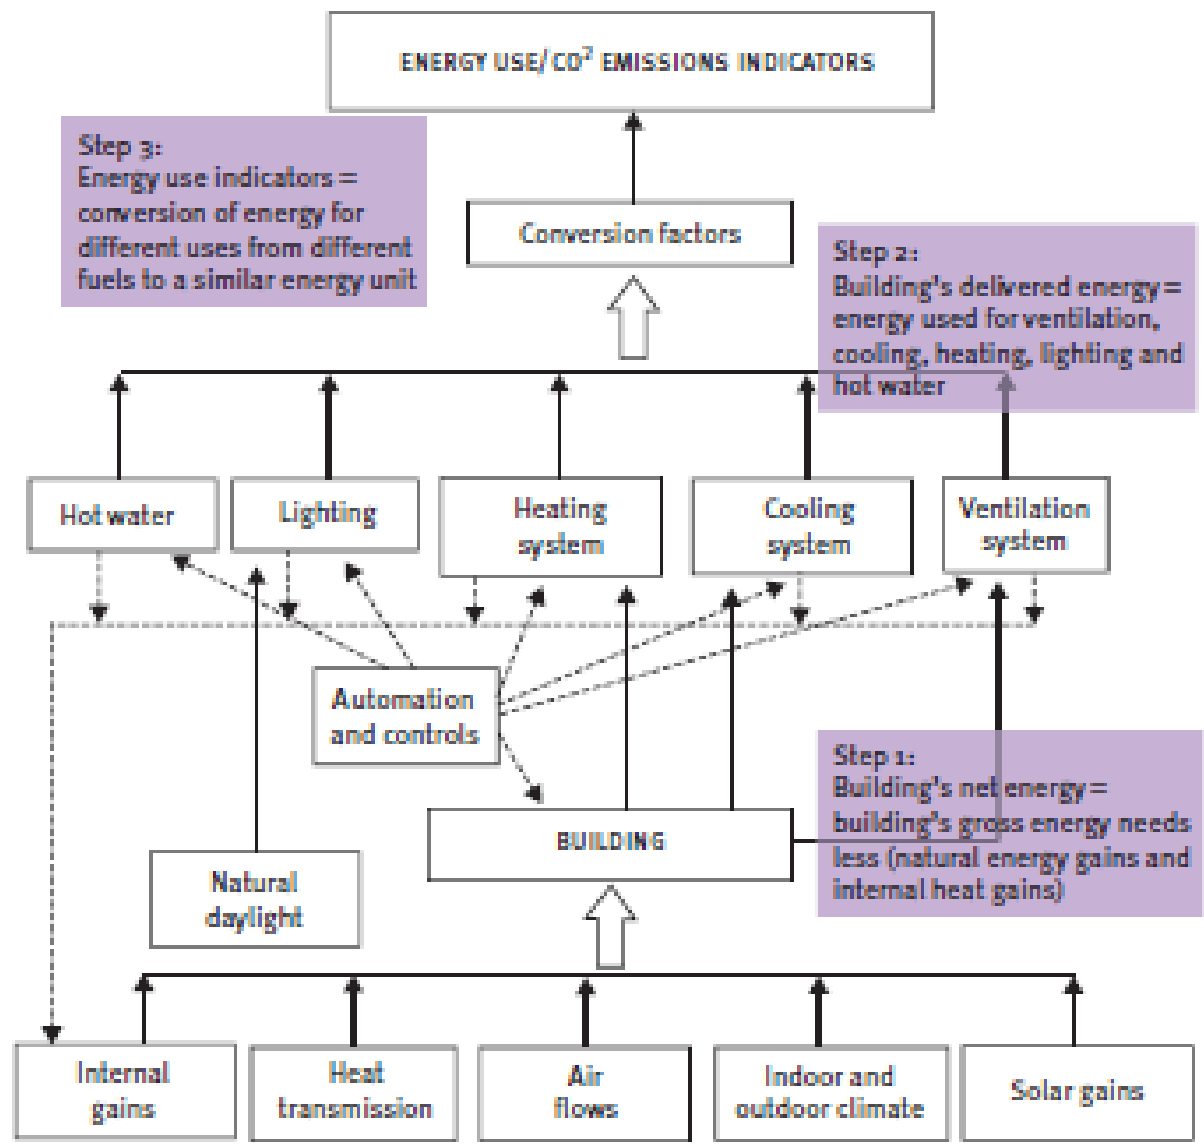 ENERGY USE/CO² EMISSIONS INDICATORS
Step 3:
Energy use indicators =
conversion of energy for
different uses from different
fuels to a similar energy unit
Conversion factors
Step 2:
Building's delivered energy =
energy used for ventilation,
cooling, heating, lighting and
hot water
Hot water
Lighting
Heating
system
Cooling
system
Ventilation
system
Automation
and controls
Step 1:
Building's net energy =
building's gross energy needs
less (natural energy gains and
internal heat gains)
BUILDING
Natural
daylight
Internal
gains
Heat
transmission
Air
flows
Indoor and
outdoor climate
Solar gains